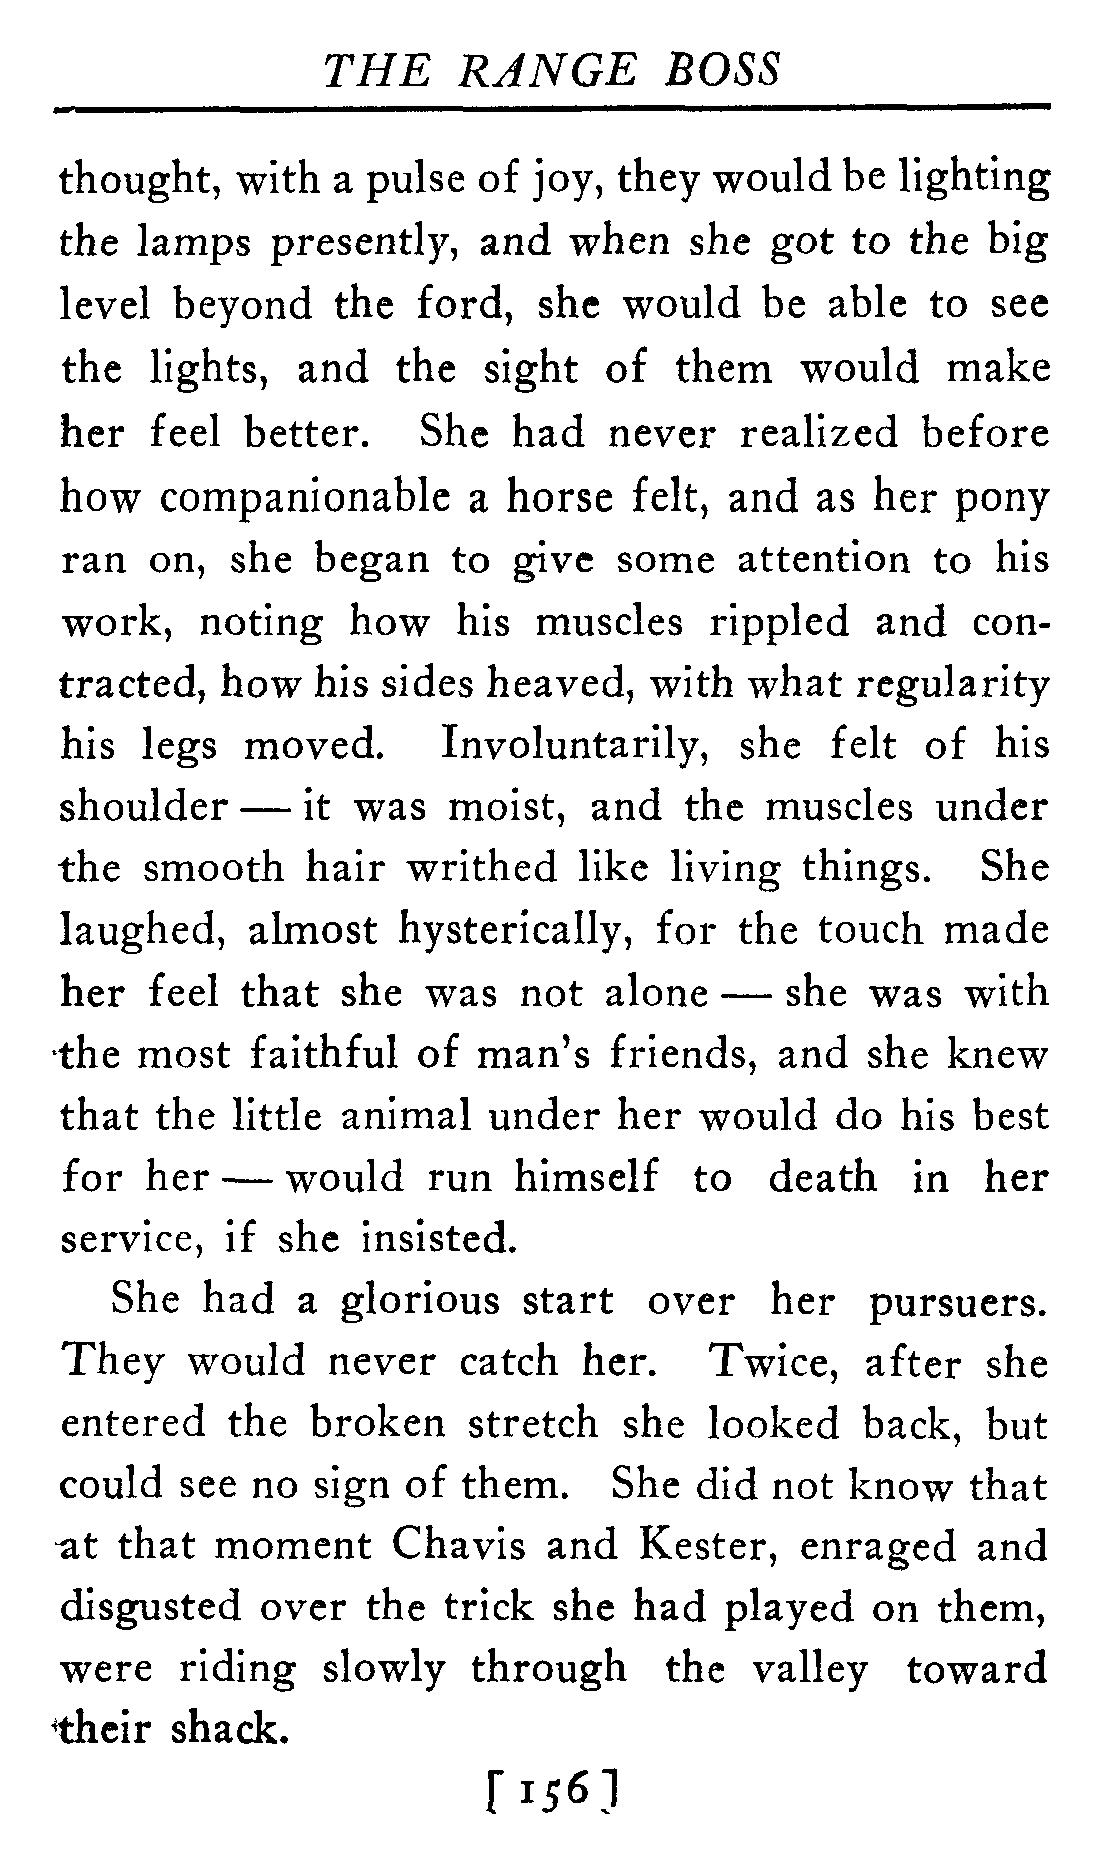 THE RANGE BOSS
thought, with a pulse of joy, they would be lighting
the lamps presently, and when she got to the big
level beyond the ford, she would be able to see
the lights, and the sight of them would make
her feel better. She had never realized before
how companionable a horse felt, and as her pony
ran on, she began to give some attention to his
work, noting how his muscles rippled and con-
tracted, how his sides heaved, with what regularity
his legs moved. Involuntarily, she felt of his
shoulder — it was moist, and the muscles under
the smooth hair writhed like living things. She
laughed, almost hysterically, for the touch made
her feel that she was not alone — she was with
the most faithful of man's friends, and she knew
that the little animal under her would do his best
for her — would run himself to death in her
service, if she insisted.
She had a glorious start over her pursuers.
They would never catch her. Twice, after she
entered the broken stretch she looked back, but
could see no sign of them. She did not know that
at that moment Chavis and Kester, enraged and
disgusted over the trick she had played on them,
were riding slowly through the valley toward
their shack.
[156]